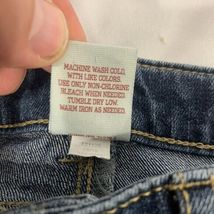 MACHINE WASH COLD,
WITH LIKE COLORS.
USE ONLY NON-CHLORINE
BLEACH WHEN NEEDED.
TUMBLE DRY LOW.
WARM IRON AS NEEDED.